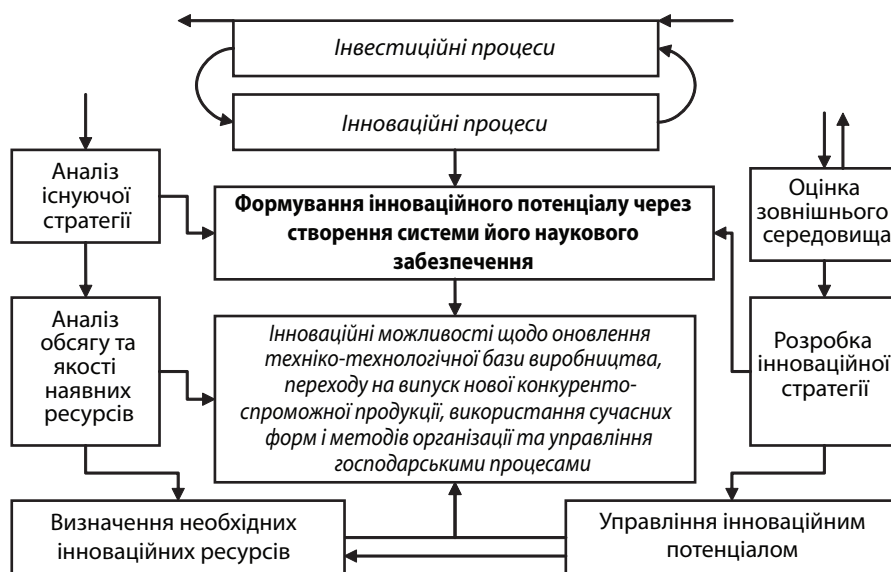 Інвестиційні процеси
Інноваційні процеси
Аналіз
існуючої
стратегії
Формування інноваційного потенціалу через
створення системи його наукового
забезпечення
Оцінка
зовнішнього
середовища
Аналіз
обсягу та
якості
наявних
ресурсів
Інноваційні можливості щодо оновлення
техніко-технологічної бази виробництва,
переходу на випуск нової конкуренто-
спроможної продукції, використання сучасних
форм і методів організації та управління
господарськими процесами
Розробка
інноваційної
стратегії
Визначення необхідних
інноваційних ресурсів
Управління інноваційним
потенціалом